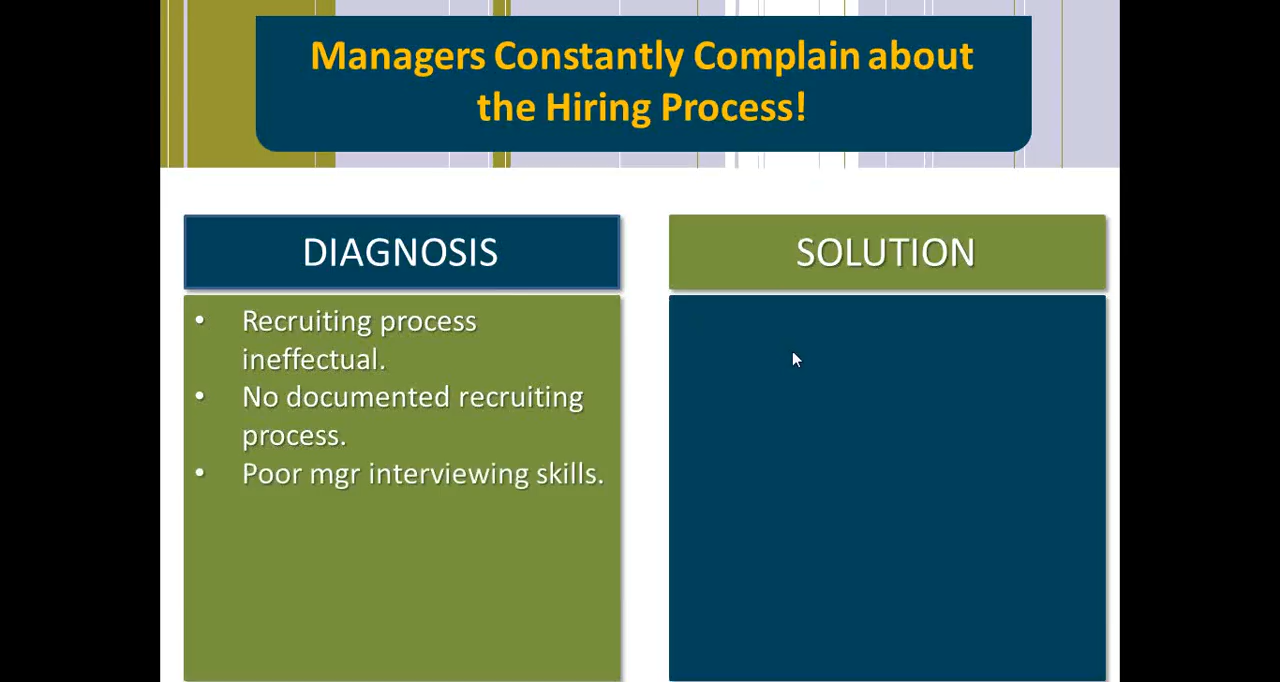 Managers Constantly Complain about
the Hiring Process!
DIAGNOSIS
• Recruiting process
ineffectual.
• No documented recruiting
process.
• Poor mgr interviewing skills.
SOLUTION